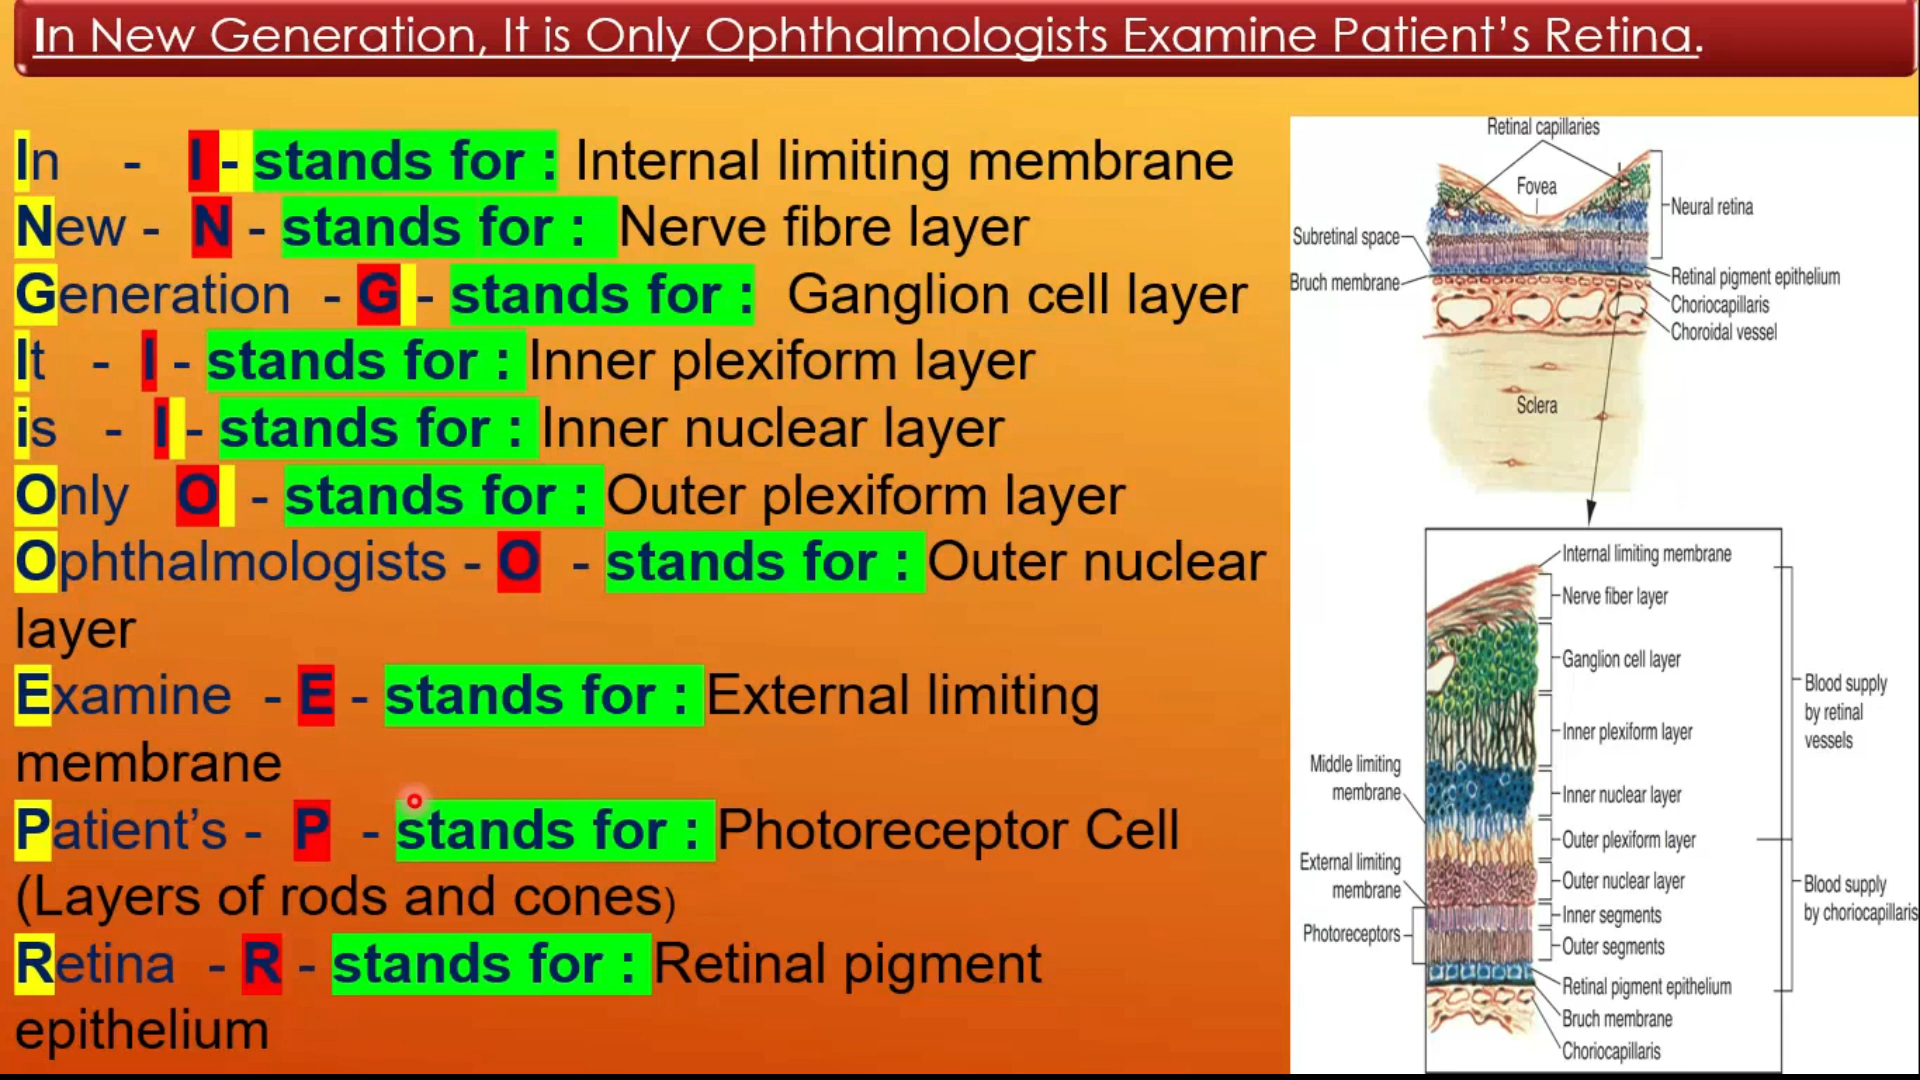 In New Generation, It is Only Ophthalmologists Examine Patient's Retina.
In - I - stands for : Internal limiting membrane
New - N - stands for : Nerve fibre layer
Generation - G - stands for : Ganglion cell layer
It - I - stands for : Inner plexiform layer
is - I - stands for : Inner nuclear layer
Only O - stands for : Outer plexiform layer
Ophthalmologists - O - stands for : Outer nuclear
layer
Examine - E - stands for : External limiting
membrane
Patient's - P - stands for : Photoreceptor Cell
(Layers of rods and cones)
Retina - R - stands for : Retinal pigment
epithelium
Retinal capillaries
Fovea
Neural retina
Subretinal space
Bruch membrane
Retinal pigment epithelium
Choriocapillaris
Choroidal vessel
Sclera
Internal limiting membrane
Nerve fiber layer
Ganglion cell layer
Inner plexiform layer
Middle limiting
membrane
Inner nuclear layer
Outer plexiform layer
External limiting
membrane
Outer nuclear layer
Inner segments
Photoreceptors
Outer segments
Retinal pigment epithelium
Bruch membrane
Choriocapillaris
Blood supply
by retinal
vessels
Blood supply
by choriocapillaris